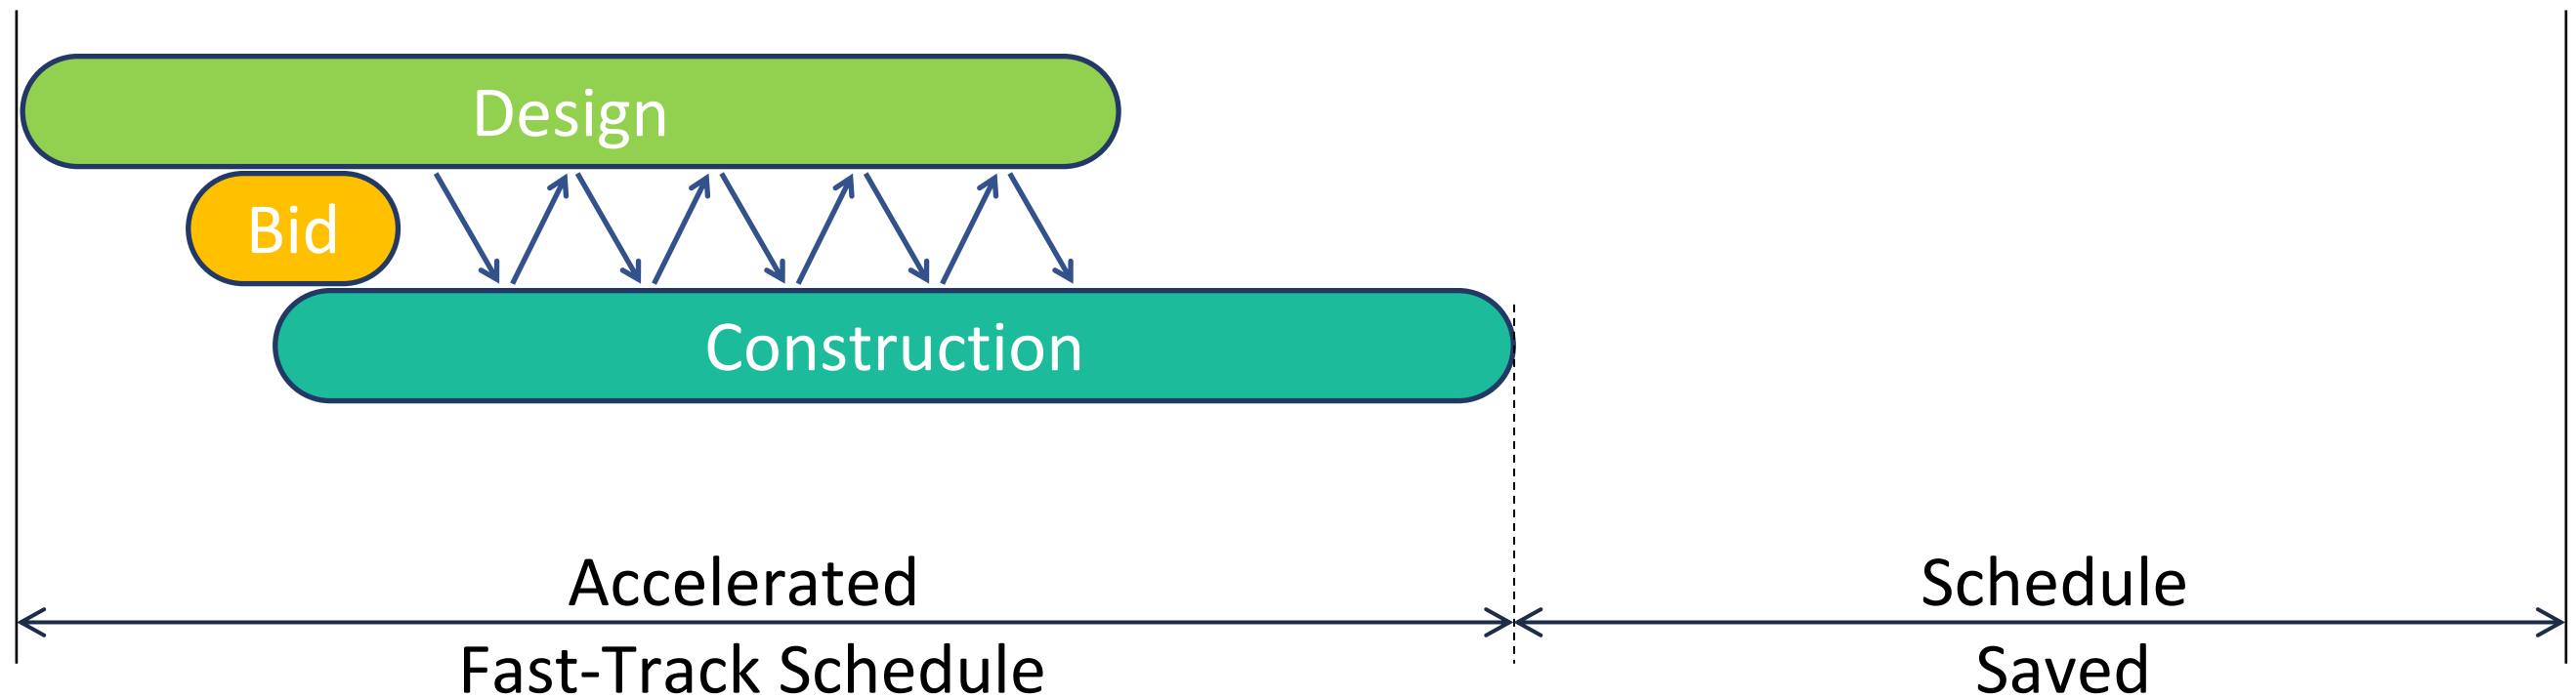 Design
Bid
Construction
Accelerated
Fast-Track Schedule
Schedule
Saved